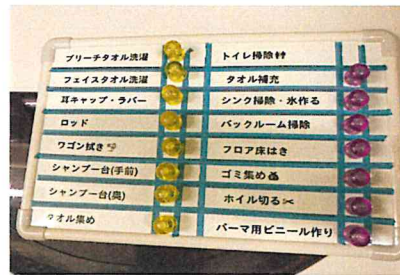 ブリーチタオル洗濯
フェイスタオル洗濯
耳キャップ・ラバー
ロッド
ワゴン拭き
シャンプー台(手前)
シャンプー台(奥)
タオル集め
トイレ掃除🚻
タオル補充
シンク掃除・氷作る
バックルーム掃除
フロア床はき
ゴミ集め
ホイル切る✂
パーマ用ビニール作り